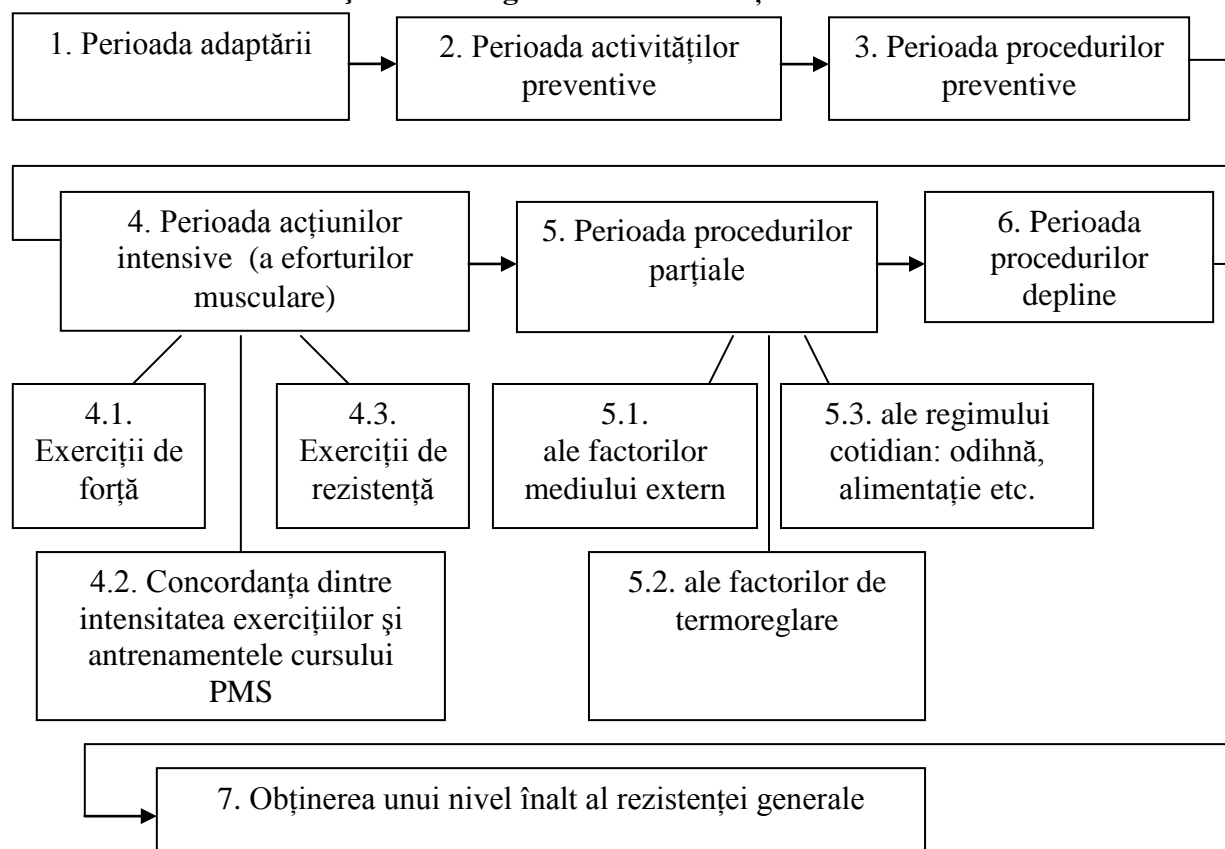 1. Perioada adaptării
2. Perioada activităților
preventive
3. Perioada procedurilor
preventive
4. Perioada acțiunilor
intensive (a eforturilor
musculare)
5. Perioada procedurilor
parțiale
6. Perioada
procedurilor
depline
4.1.
Exerciții de
forță
4.3.
Exerciții de
rezistență
5.1.
ale factorilor
mediului extern
5.3. ale regimului
cotidian: odihnă,
alimentație etc.
4.2. Concordanța dintre
intensitatea exercițiilor şi
antrenamentele cursului
PMS
5.2. ale factorilor de
termoreglare
7. Obținerea unui nivel înalt al rezistenței generale